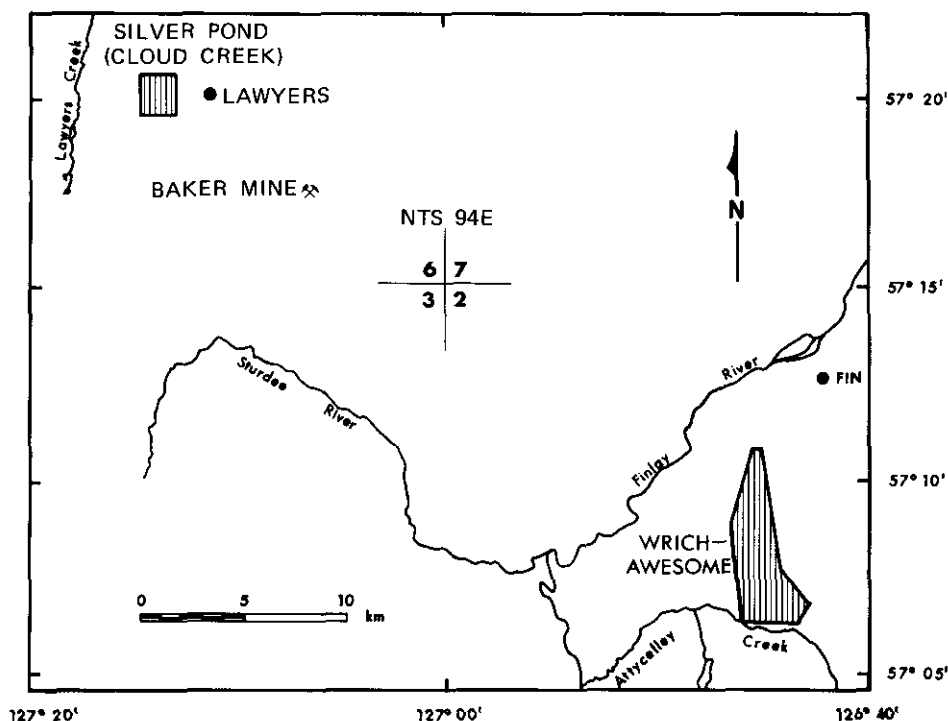 SILVER POND
(CLOUD CREEK)
LAWYERS
Lawyers Creek
57° 20'
BAKER MINE
NTS 94E
N
6 7
3 2
57° 15'
Sturdee River
Finlay River
FIN
57° 10'
WRICH-
AWESOME
0 5 10
km
Attycelley Creek
57° 05'
127° 20'
127° 00'
126° 40'